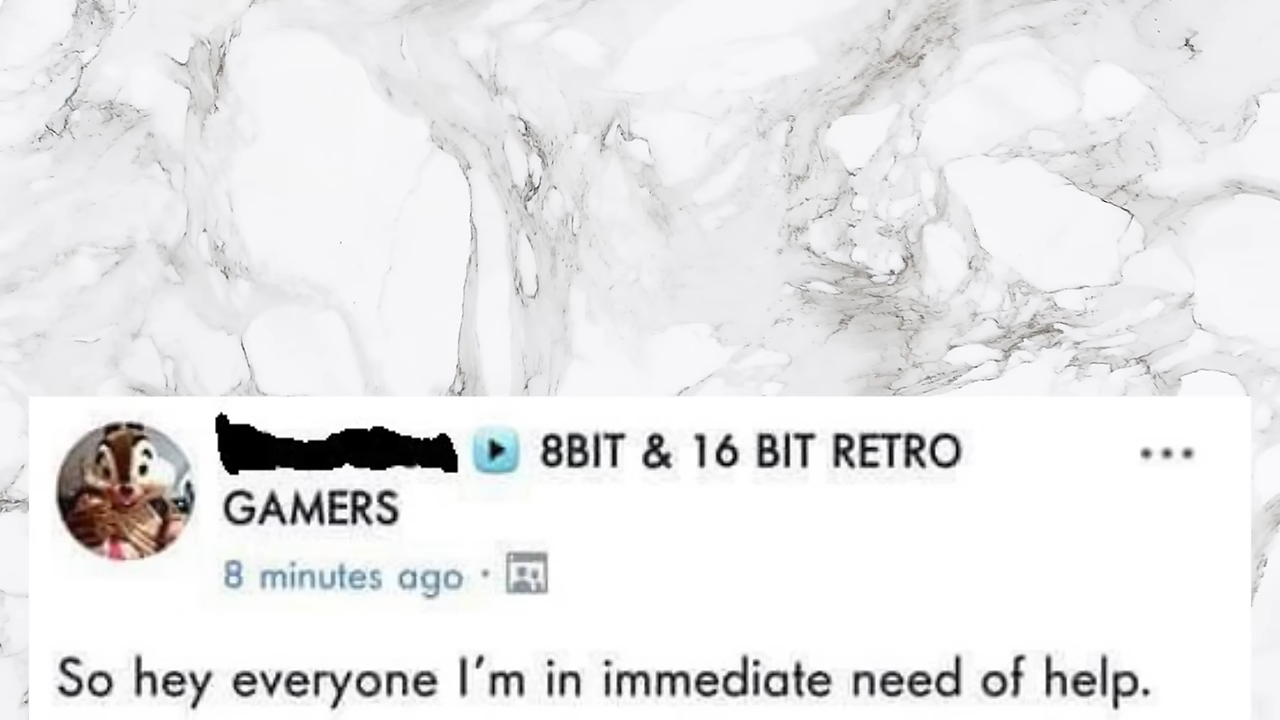 8BIT & 16 BIT RETRO
GAMERS
8 minutes ago ·
So hey everyone I'm in immediate need of help.